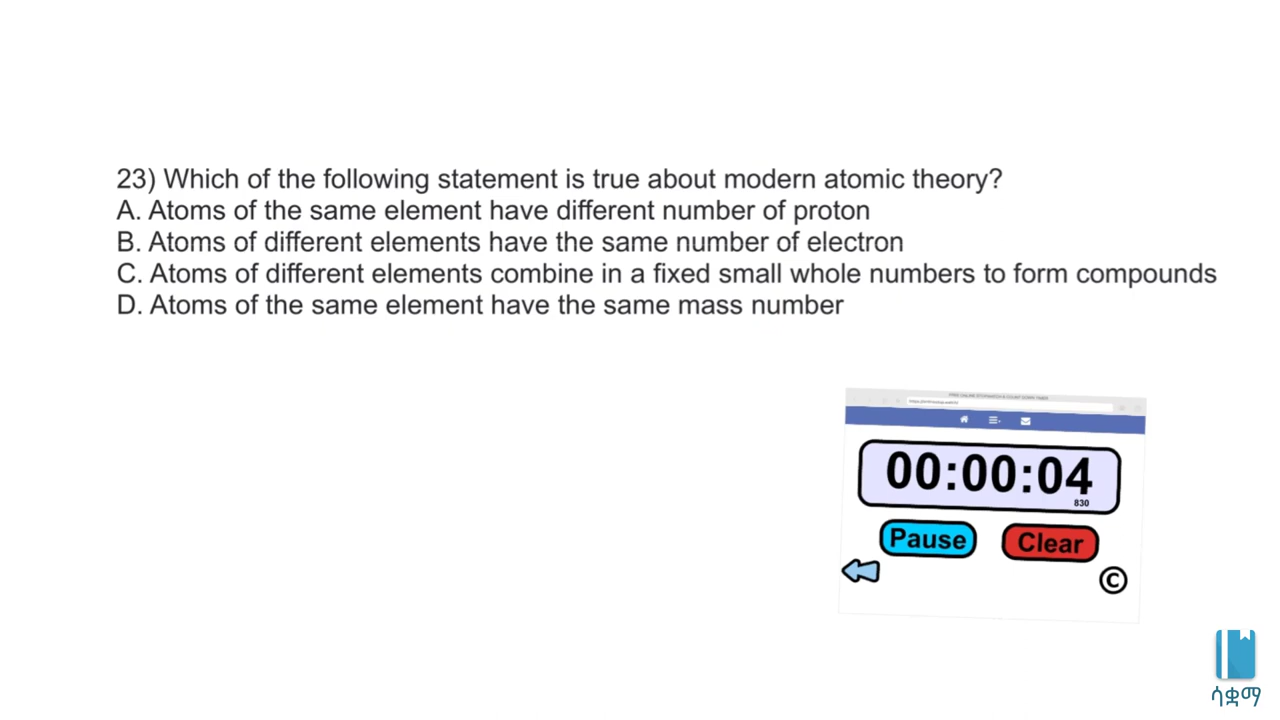 23) Which of the following statement is true about modern atomic theory?
A. Atoms of the same element have different number of proton
B. Atoms of different elements have the same number of electron
C. Atoms of different elements combine in a fixed small whole numbers to form compounds
D. Atoms of the same element have the same mass number
00:00:04
830
Pause
Clear
©
ሳቋማ